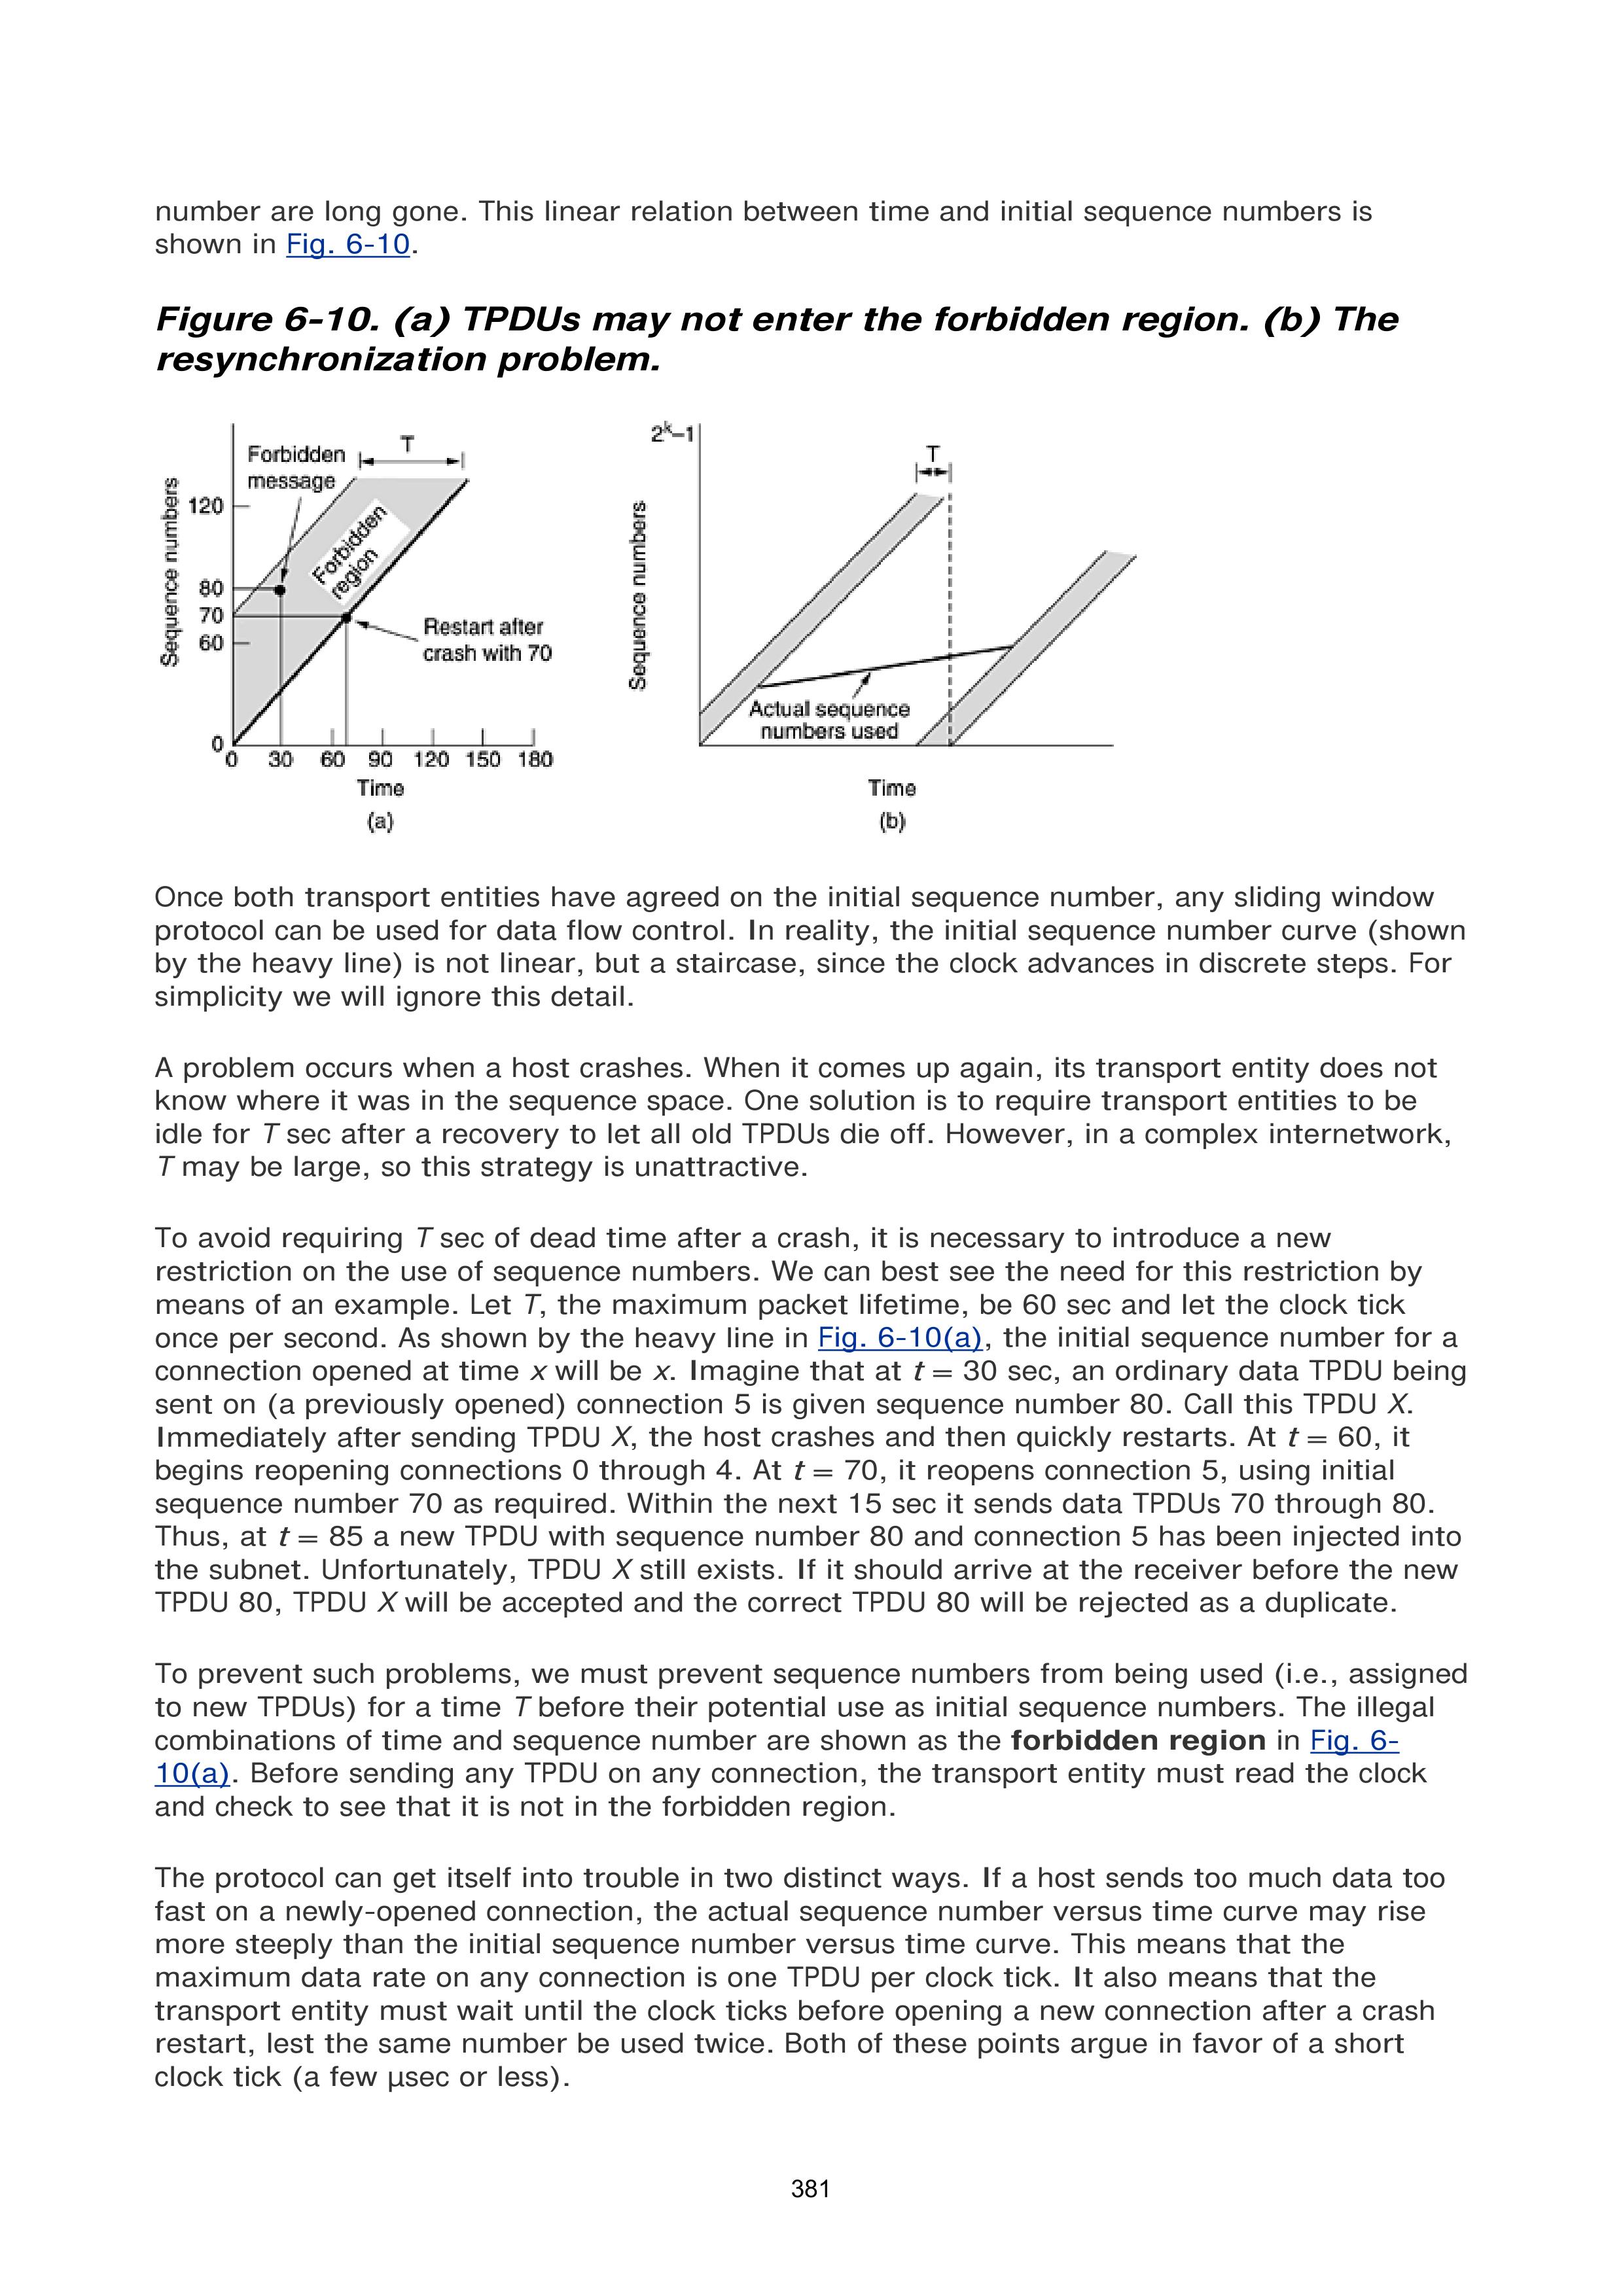 number are long gone. This linear relation between time and initial sequence numbers is
shown in Fig. 6-10.
Figure 6-10. (a) TPDUs may not enter the forbidden region. (b) The
resynchronization problem.
Sequence numbers
120
80
70
60
0
Forbidden
message
T
Forbidden
region
Restart after
crash with 70
0 30 60 90 120 150 180
Time
(a)
2k–1
Sequence numbers
T
Actual sequence
numbers used
Time
(b)
Once both transport entities have agreed on the initial sequence number, any sliding window
protocol can be used for data flow control. In reality, the initial sequence number curve (shown
by the heavy line) is not linear, but a staircase, since the clock advances in discrete steps. For
simplicity we will ignore this detail.
A problem occurs when a host crashes. When it comes up again, its transport entity does not
know where it was in the sequence space. One solution is to require transport entities to be
idle for T sec after a recovery to let all old TPDUs die off. However, in a complex internetwork,
T may be large, so this strategy is unattractive.
To avoid requiring T sec of dead time after a crash, it is necessary to introduce a new
restriction on the use of sequence numbers. We can best see the need for this restriction by
means of an example. Let T, the maximum packet lifetime, be 60 sec and let the clock tick
once per second. As shown by the heavy line in Fig. 6-10(a), the initial sequence number for a
connection opened at time x will be x. Imagine that at t = 30 sec, an ordinary data TPDU being
sent on (a previously opened) connection 5 is given sequence number 80. Call this TPDU X.
Immediately after sending TPDU X, the host crashes and then quickly restarts. At t = 60, it
begins reopening connections 0 through 4. At t = 70, it reopens connection 5, using initial
sequence number 70 as required. Within the next 15 sec it sends data TPDUs 70 through 80.
Thus, at t = 85 a new TPDU with sequence number 80 and connection 5 has been injected into
the subnet. Unfortunately, TPDU X still exists. If it should arrive at the receiver before the new
TPDU 80, TPDU X will be accepted and the correct TPDU 80 will be rejected as a duplicate.
To prevent such problems, we must prevent sequence numbers from being used (i.e., assigned
to new TPDUs) for a time T before their potential use as initial sequence numbers. The illegal
combinations of time and sequence number are shown as the forbidden region in Fig. 6-
10(a). Before sending any TPDU on any connection, the transport entity must read the clock
and check to see that it is not in the forbidden region.
The protocol can get itself into trouble in two distinct ways. If a host sends too much data too
fast on a newly-opened connection, the actual sequence number versus time curve may rise
more steeply than the initial sequence number versus time curve. This means that the
maximum data rate on any connection is one TPDU per clock tick. It also means that the
transport entity must wait until the clock ticks before opening a new connection after a crash
restart, lest the same number be used twice. Both of these points argue in favor of a short
clock tick (a few µsec or less).
381